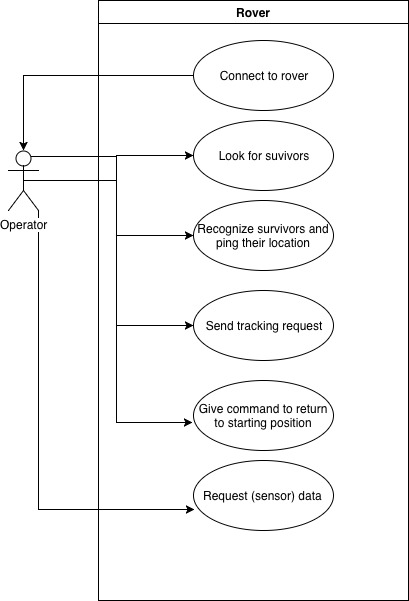 Rover
Connect to rover
Look for suvivors
Operator
Recognize survivors and
ping their location
Send tracking request
Give command to return
to starting position
Request (sensor) data